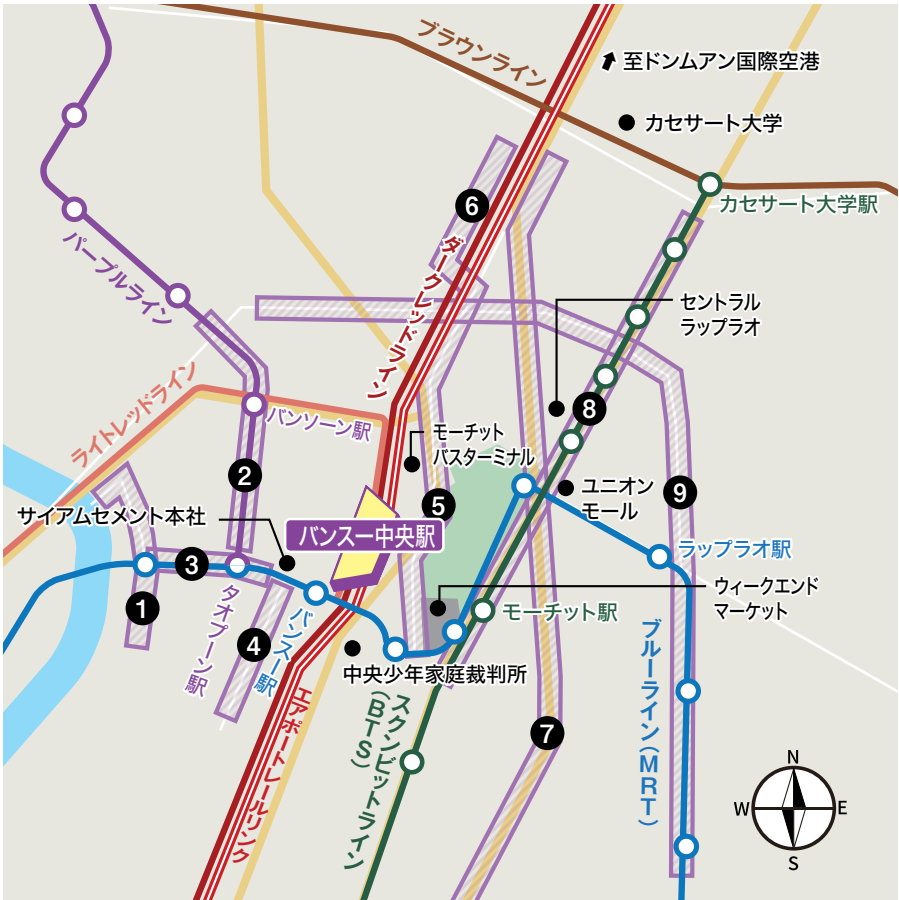 ブラウンライン
至ドンムアン国際空港
カセサート大学
カセサート大学駅
6
ダークレッドライン
パープルライン
セントラル
ラップラオ
ライトレッドライン
バンソーン駅
8
モーチット
バスターミナル
2
5
ユニオン
モール
9
サイアムセメント本社
バンスー中央駅
ラップラオ駅
3
1
タオプーン駅
4
バンスー駅
ウィークエンド
マーケット
モーチット駅
中央少年家庭裁判所
ブルーライン(MRT)
エアポートレールリンク
スクンビットライン
(BTS)
7
N
W
E
S